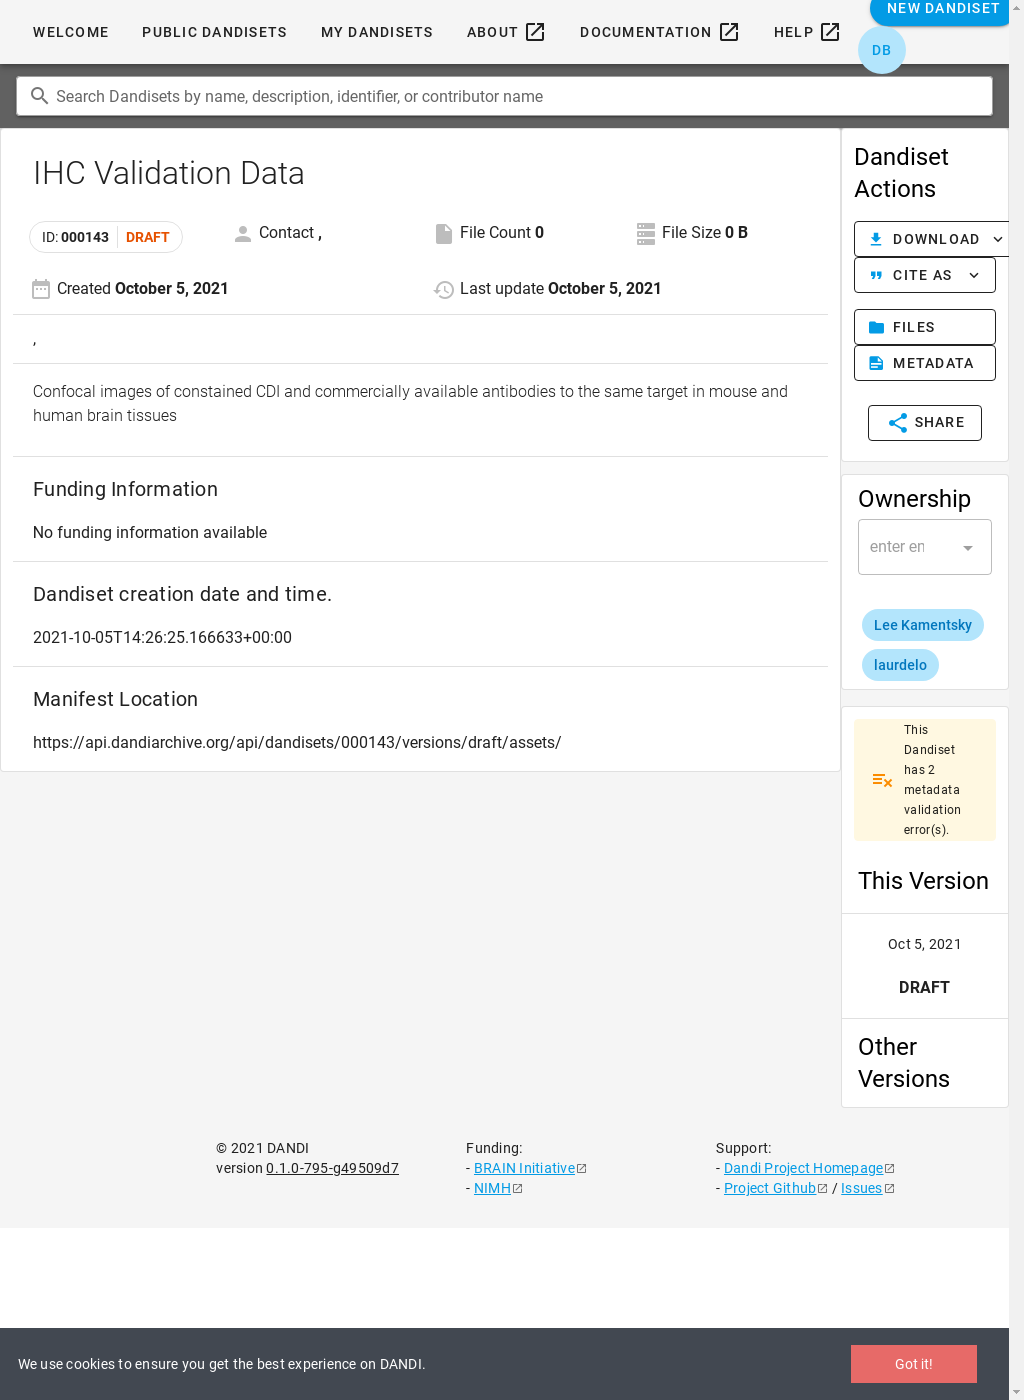 WELCOME
PUBLIC DANDISETS
MY DANDISETS
ABOUT
DOCUMENTATION
HELP
NEW DANDISET
DB
Search Dandisets by name, description, identifier, or contributor name
IHC Validation Data
ID: 000143 DRAFT
Contact ,
File Count 0
File Size 0 B
Created October 5, 2021
Last update October 5, 2021
,
Confocal images of constained CDI and commercially available antibodies to the same target in mouse and
human brain tissues
Funding Information
No funding information available
Dandiset creation date and time.
2021-10-05T14:26:25.166633+00:00
Manifest Location
https://api.dandiarchive.org/api/dandisets/000143/versions/draft/assets/
Dandiset
Actions
DOWNLOAD
CITE AS
FILES
METADATA
SHARE
Ownership
enter en
Lee Kamentsky
laurdelo
This
Dandiset
has 2
metadata
validation
error(s).
This Version
Oct 5, 2021
DRAFT
Other
Versions
© 2021 DANDI
version 0.1.0-795-g49509d7
Funding:
- BRAIN Initiative
- NIMH
Support:
- Dandi Project Homepage
- Project Github / Issues
We use cookies to ensure you get the best experience on DANDI.
Got it!